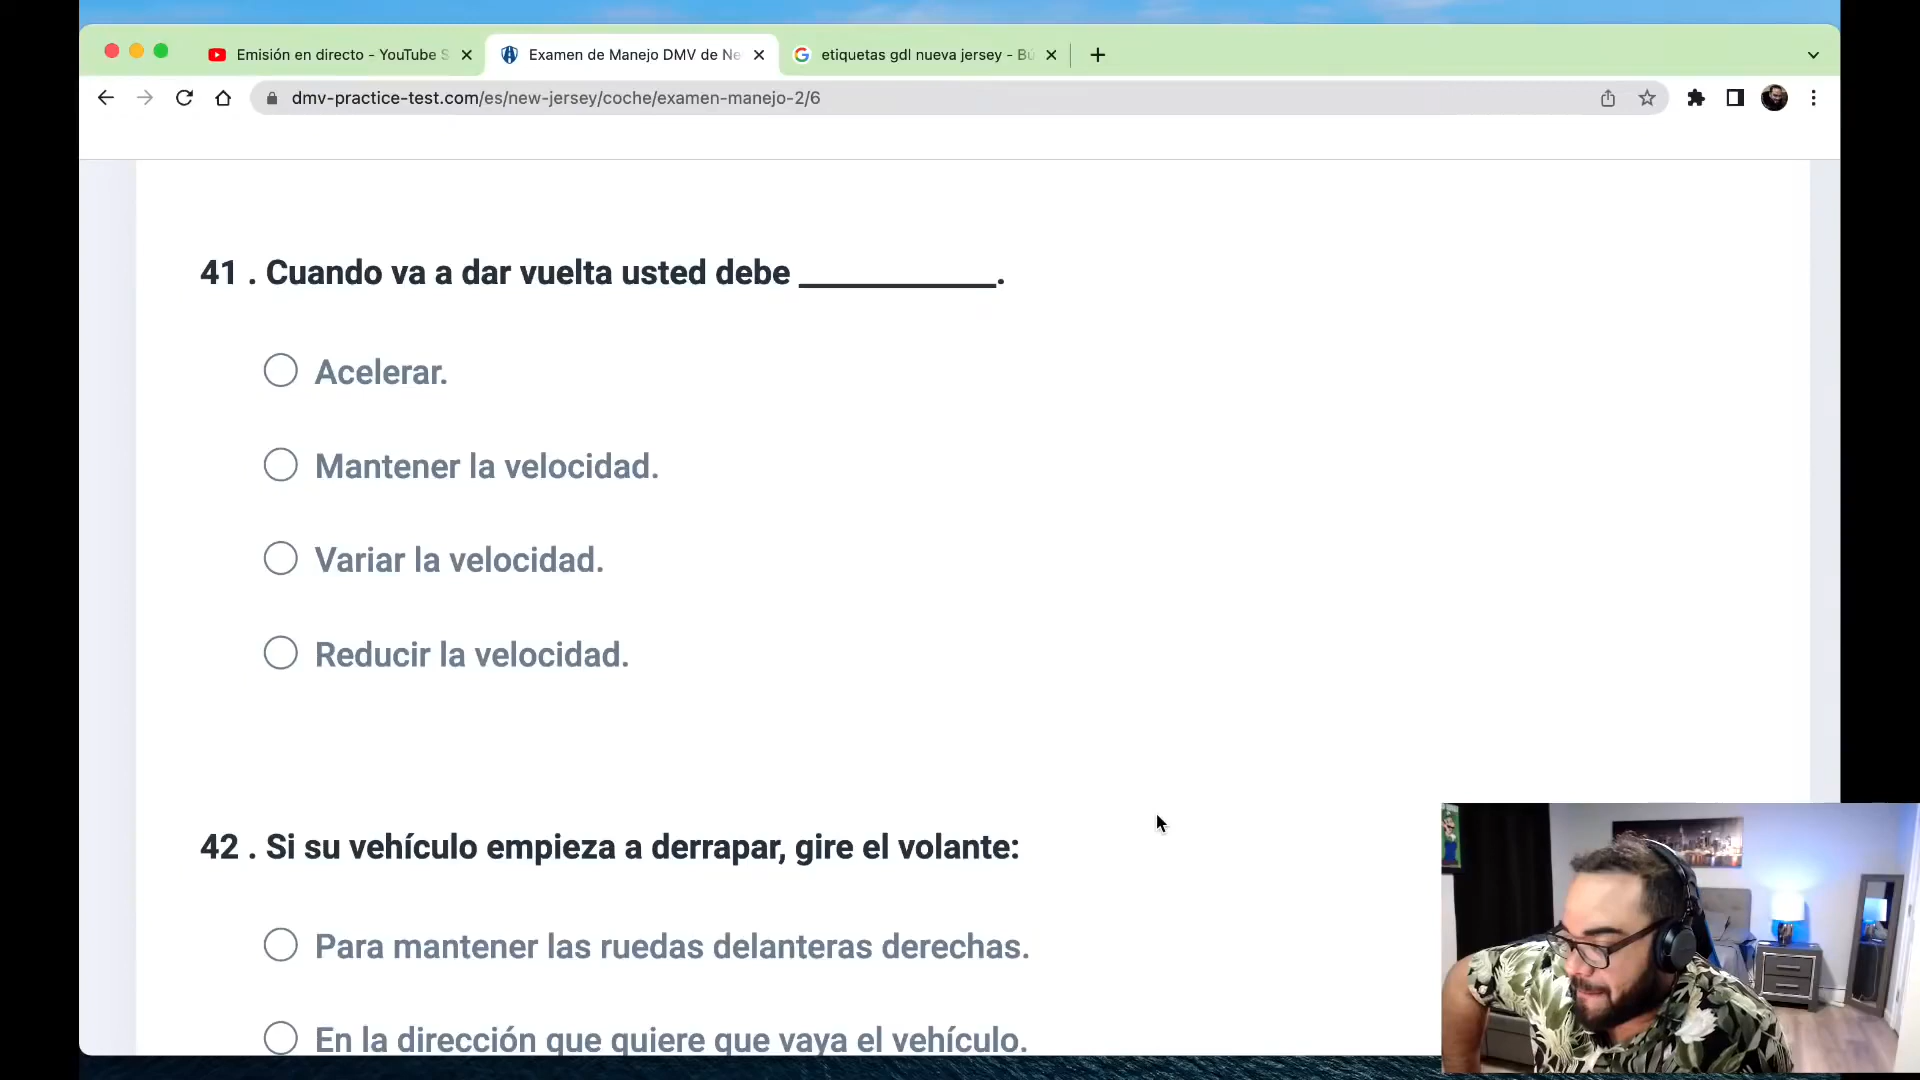 Emisión en directo - YouTube S
Examen de Manejo DMV de Ne
etiquetas gdl nueva jersey - Bú
dmv-practice-test.com/es/new-jersey/coche/examen-manejo-2/6
41 . Cuando va a dar vuelta usted debe ___________.
Acelerar.
Mantener la velocidad.
Variar la velocidad.
Reducir la velocidad.
42 . Si su vehículo empieza a derrapar, gire el volante:
Para mantener las ruedas delanteras derechas.
En la dirección que quiere que vaya el vehículo.